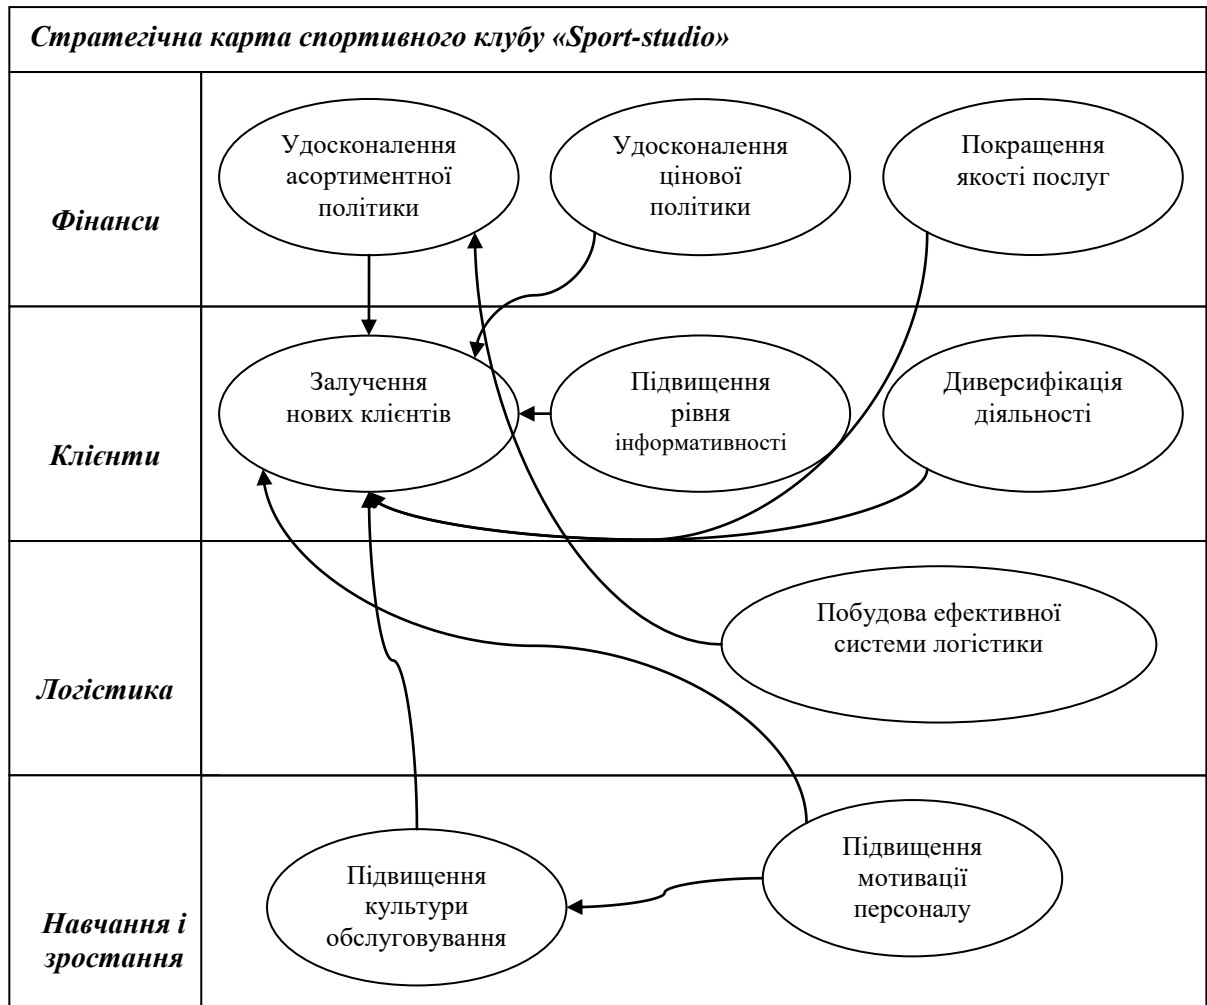 Стратегічна карта спортивного клубу «Sport-studio»
Фінанси
Удосконалення
асортиментної
політики
Удосконалення
цінової
політики
Покращення
якості послуг
Клієнти
Залучення
нових клієнтів
Підвищення
рівня
інформативності
Диверсифікація
діяльності
Логістика
Побудова ефективної
системи логістики
Навчання і
зростання
Підвищення
культури
обслуговування
Підвищення
мотивації
персоналу